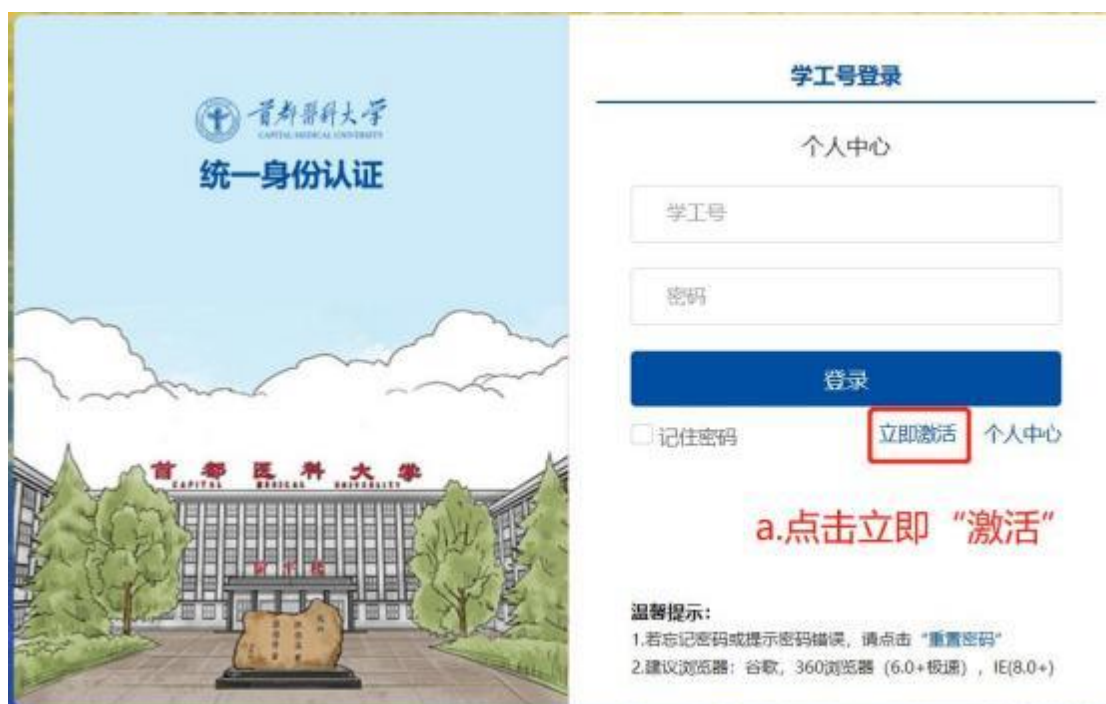 首都醫科大学
CAPITAL MEDICAL UNIVERSITY
统一身份认证
首都医科大学
CAPITAL MEDICAL UNIVERSITY
学工号登录
个人中心
学工号
密码
登录
记住密码 立即激活 个人中心
a.点击立即“激活”
温馨提示：
1.若忘记密码或提示密码错误，请点击“重置密码”
2.建议浏览器：谷歌，360浏览器（6.0+极速），IE(8.0+)